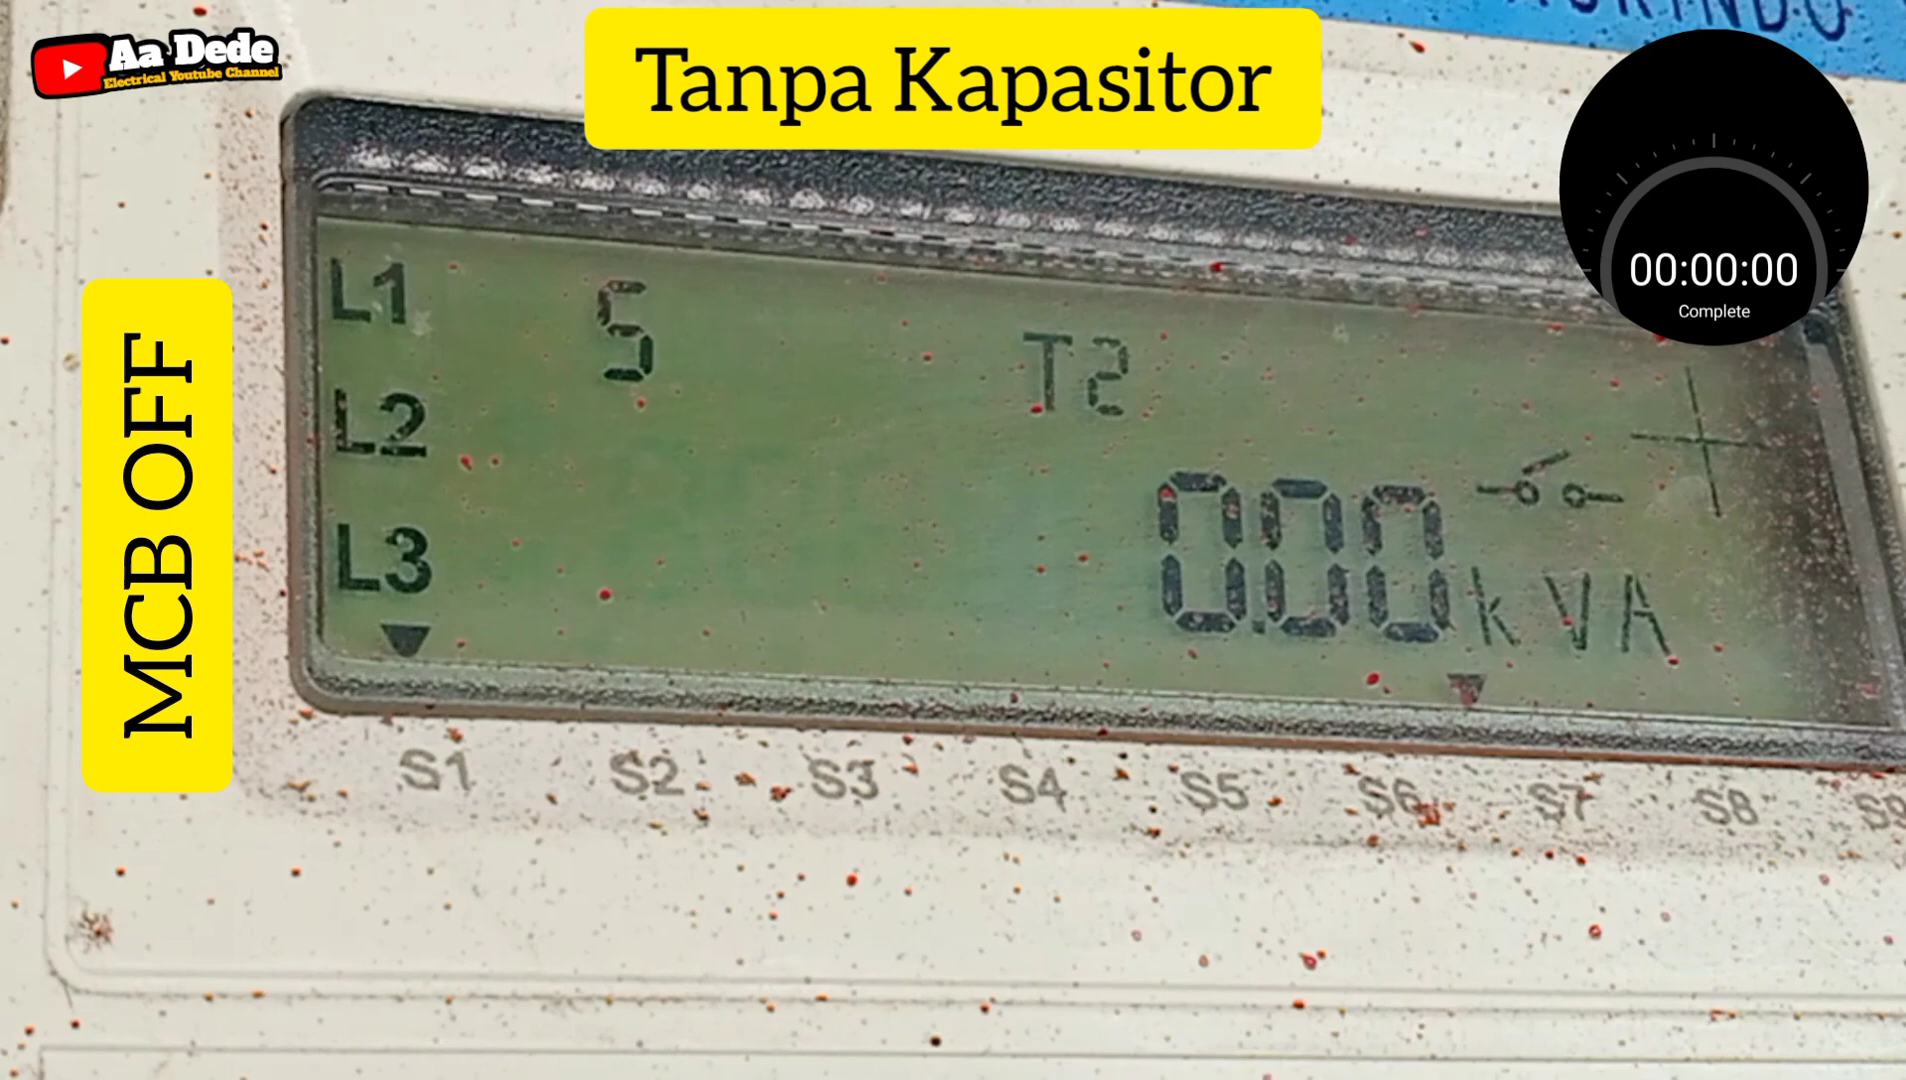 Aa Dede
Electrical Youtube Channel
Tanpa Kapasitor
00:00:00
Complete
MCB OFF
L1
S
T2
L2
0.00 kVA
L3
S1 S2 S3 S4 S5 S6 S7 S8 S9